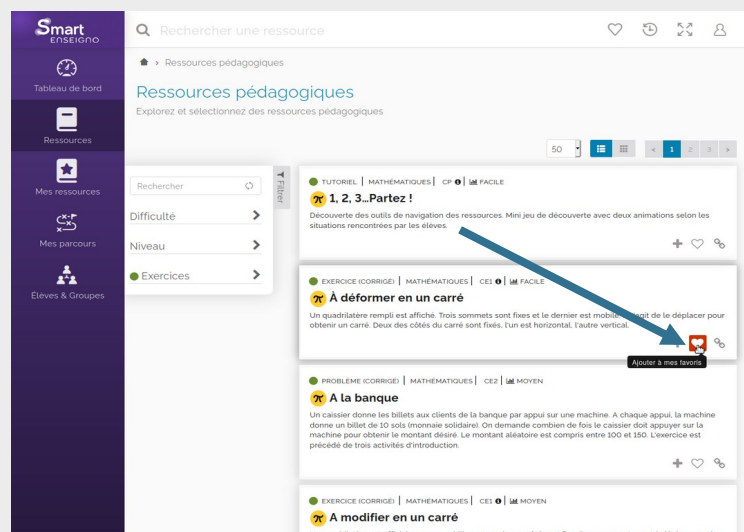 Smart
ENSEIGNO
Rechercher une ressource
Tableau de bord
Ressources
Mes ressources
Mes parcours
Élèves & Groupes
› Ressources pédagogiques
Ressources pédagogiques
Explorez et sélectionnez des ressources pédagogiques
50
< 1 2 3 >
Rechercher
Filtrer
Difficulté
Niveau
Exercices
TUTORIEL | MATHÉMATIQUES | CP | FACILE
π 1, 2, 3...Partez !
Découverte des outils de navigation des ressources. Mini jeu de découverte avec deux animations selon les
situations rencontrées par les élèves.
EXERCICE (CORRIGÉ) | MATHÉMATIQUES | CE1 | FACILE
π À déformer en un carré
Un quadrilatère rempli est affiché. Trois sommets sont fixes et le dernier est mobile. Il s'agit de le déplacer pour
obtenir un carré. Deux des côtés du carré sont fixés, l'un est horizontal, l'autre vertical.
Ajouter à mes favoris
PROBLÈME (CORRIGÉ) | MATHÉMATIQUES | CE2 | MOYEN
π A la banque
Un caissier donne les billets aux clients de la banque par appui sur une machine. A chaque appui, la machine
donne un billet de 10 sols (monnaie solidaire). On demande combien de fois le caissier doit appuyer sur la
machine pour obtenir le montant désiré. Le montant aléatoire est compris entre 100 et 150. L'exercice est
précédé de trois activités d'introduction.
EXERCICE (CORRIGÉ) | MATHÉMATIQUES | CE1 | MOYEN
π A modifier en un carré